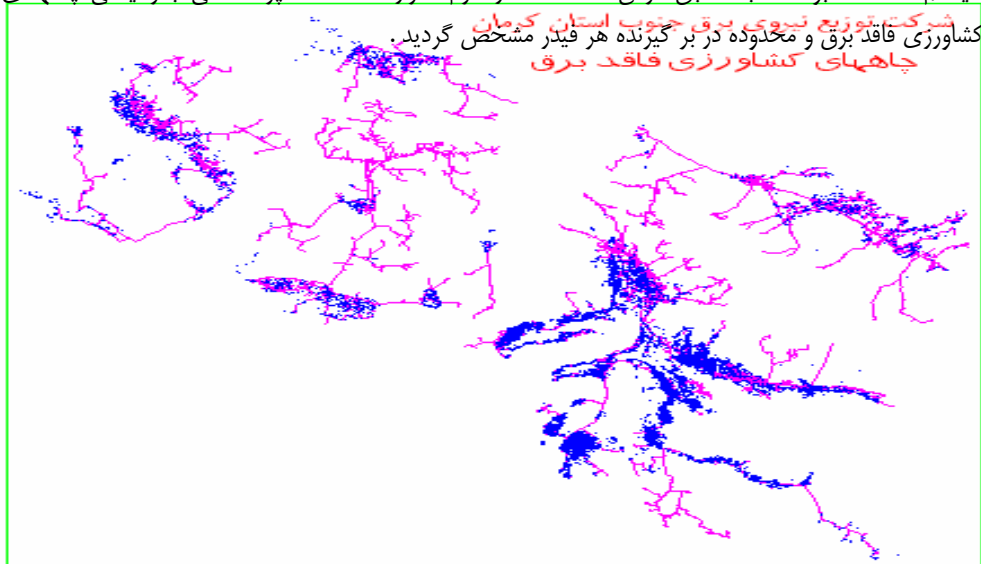 شرکت توزیع نیروی برق جنوب استان کرمان
کشاورزی فاقد برق و محدوده در بر گیرنده هر فیدر مشخص گردید.
چاههای کشاورزی فاقد برق